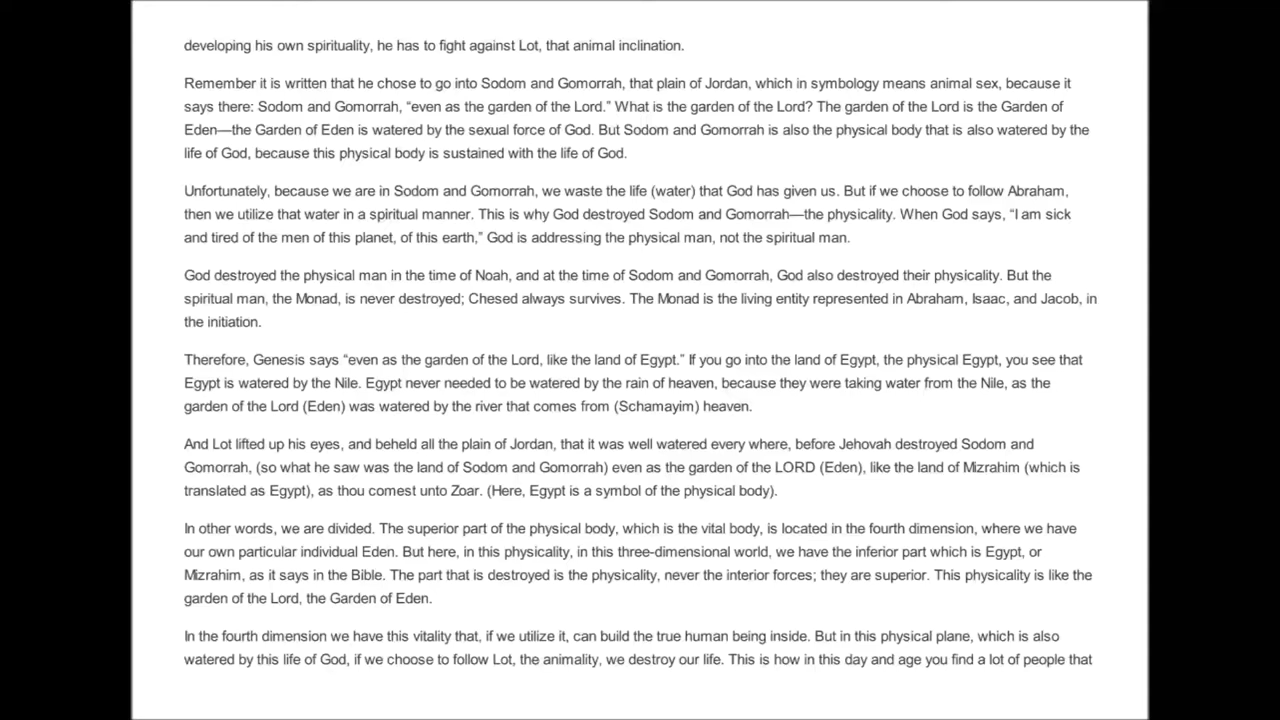 developing his own spirituality, he has to fight against Lot, that animal inclination.
Remember it is written that he chose to go into Sodom and Gomorrah, that plain of Jordan, which in symbology means animal sex, because it
says there: Sodom and Gomorrah, “even as the garden of the Lord.” What is the garden of the Lord? The garden of the Lord is the Garden of
Eden—the Garden of Eden is watered by the sexual force of God. But Sodom and Gomorrah is also the physical body that is also watered by the
life of God, because this physical body is sustained with the life of God.
Unfortunately, because we are in Sodom and Gomorrah, we waste the life (water) that God has given us. But if we choose to follow Abraham,
then we utilize that water in a spiritual manner. This is why God destroyed Sodom and Gomorrah—the physicality. When God says, “I am sick
and tired of the men of this planet, of this earth,” God is addressing the physical man, not the spiritual man.
God destroyed the physical man in the time of Noah, and at the time of Sodom and Gomorrah, God also destroyed their physicality. But the
spiritual man, the Monad, is never destroyed; Chesed always survives. The Monad is the living entity represented in Abraham, Isaac, and Jacob, in
the initiation.
Therefore, Genesis says “even as the garden of the Lord, like the land of Egypt.” If you go into the land of Egypt, the physical Egypt, you see that
Egypt is watered by the Nile. Egypt never needed to be watered by the rain of heaven, because they were taking water from the Nile, as the
garden of the Lord (Eden) was watered by the river that comes from (Schamayim) heaven.
And Lot lifted up his eyes, and beheld all the plain of Jordan, that it was well watered every where, before Jehovah destroyed Sodom and
Gomorrah, (so what he saw was the land of Sodom and Gomorrah) even as the garden of the LORD (Eden), like the land of Mizrahim (which is
translated as Egypt), as thou comest unto Zoar. (Here, Egypt is a symbol of the physical body).
In other words, we are divided. The superior part of the physical body, which is the vital body, is located in the fourth dimension, where we have
our own particular individual Eden. But here, in this physicality, in this three-dimensional world, we have the inferior part which is Egypt, or
Mizrahim, as it says in the Bible. The part that is destroyed is the physicality, never the interior forces; they are superior. This physicality is like the
garden of the Lord, the Garden of Eden.
In the fourth dimension we have this vitality that, if we utilize it, can build the true human being inside. But in this physical plane, which is also
watered by this life of God, if we choose to follow Lot, the animality, we destroy our life. This is how in this day and age you find a lot of people that